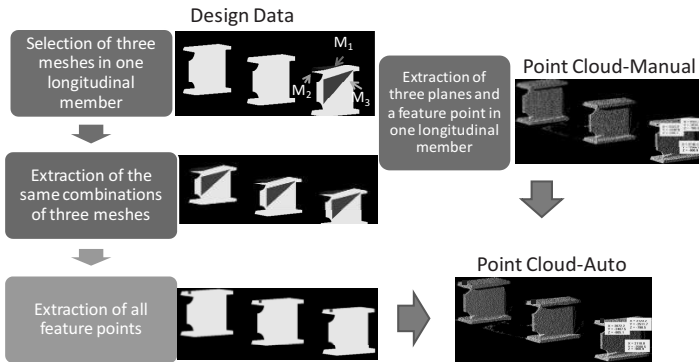 Design Data
Selection of three
meshes in one
longitudinal
member
M1
M2
M3
Extraction of the
same combinations
of three meshes
Extraction of all
feature points
Point Cloud-Manual
Extraction of
three planes and
a feature point in
one longitudinal
member
Point Cloud-Auto